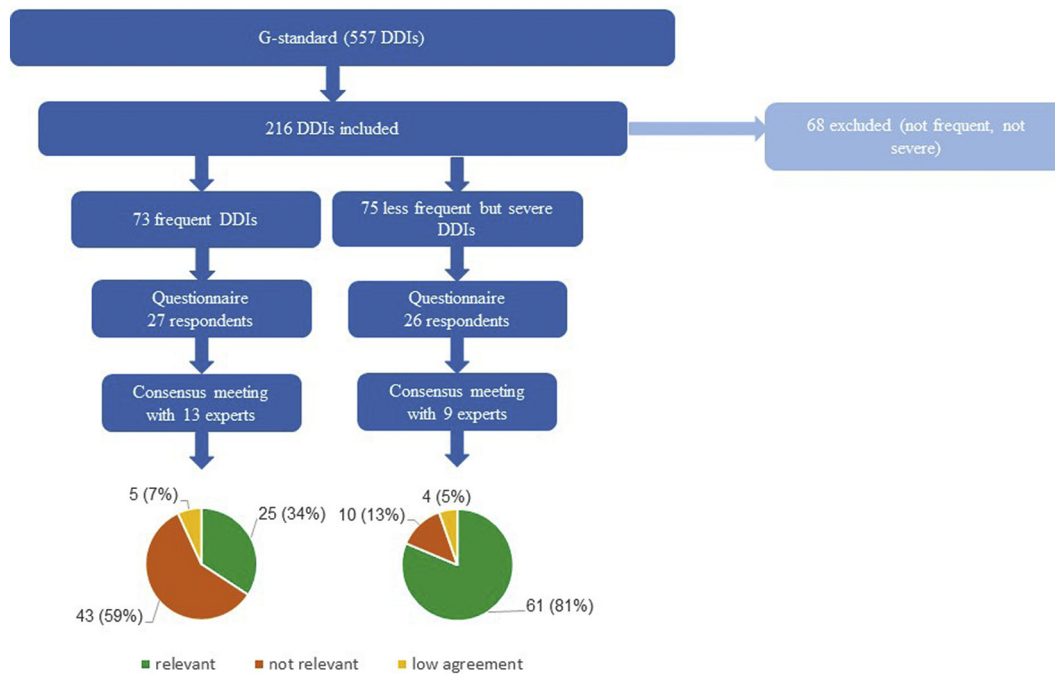 G-standard (557 DDIs)
216 DDIs included
68 excluded (not frequent, not
severe)
73 frequent DDIs
75 less frequent but severe
DDIs
Questionnaire
27 respondents
Questionnaire
26 respondents
Consensus meeting
with 13 experts
Consensus meeting
with 9 experts
5 (7%)
25 (34%)
43 (59%)
4 (5%)
10 (13%)
61 (81%)
relevant
not relevant
low agreement